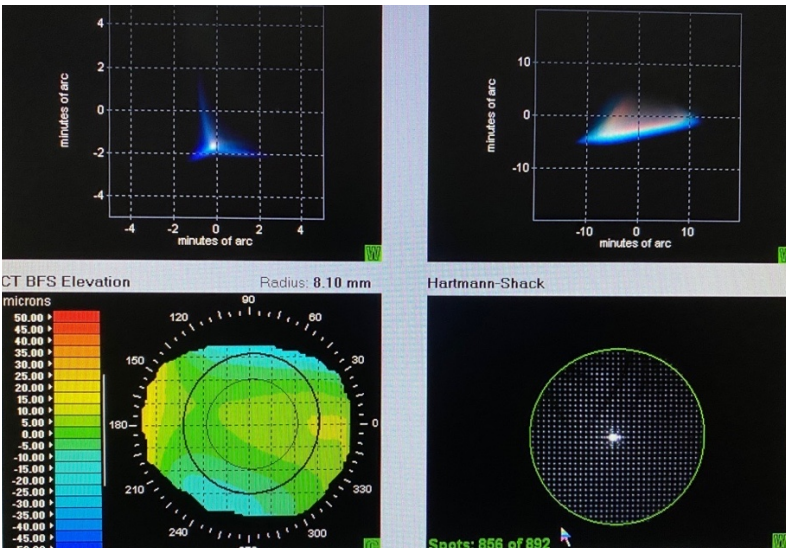 4
2
0
-2
-4
minutes of arc
-4 -2 0 2 4
minutes of arc
W
10
0
-10
minutes of arc
-10 0 10
minutes of arc
CT BFS Elevation
Radius: 8.10 mm
microns
50.00
45.00
40.00
35.00
30.00
25.00
20.00
15.00
10.00
5.00
0.00
-5.00
-10.00
-15.00
-20.00
-25.00
-30.00
-35.00
-40.00
-45.00
90
120 60
150 30
180 0
210 330
240 300
Hartmann-Shack
Spots: 856 of 892
W